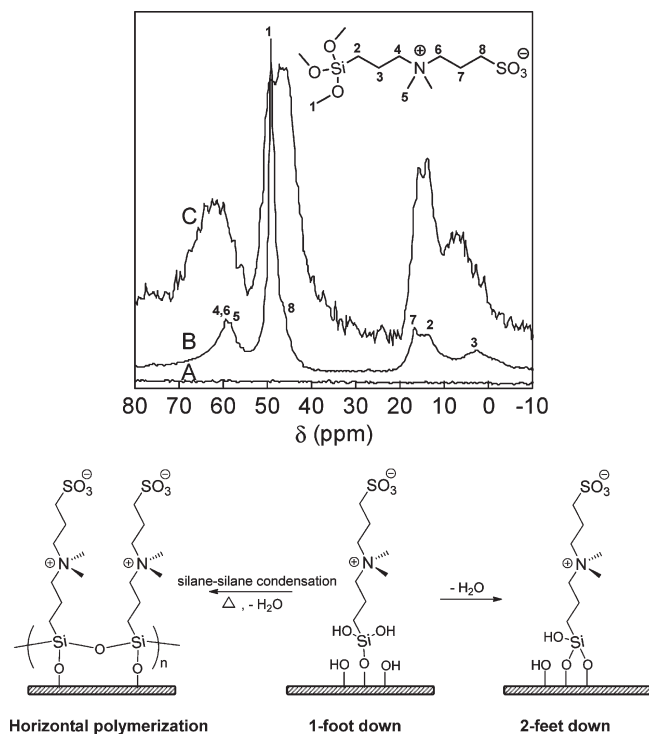 1
O
O
Si
O
1
2
3
4
N
⊕
5
6
7
8
SO3
⊖
C
B
A
4,6
5
8
7
2
3
80 70 60 50 40 30 20 10 0 -10
δ (ppm)
SO3 ⊖
SO3 ⊖
SO3 ⊖
SO3 ⊖
⊕ N
⊕ N
⊕ N
⊕ N
silane-silane condensation
△ , - H2O
- H2O
( Si O Si ) n
O O
HO OH
Si
HO O OH
HO Si
HO O O
Horizontal polymerization
1-foot down
2-feet down